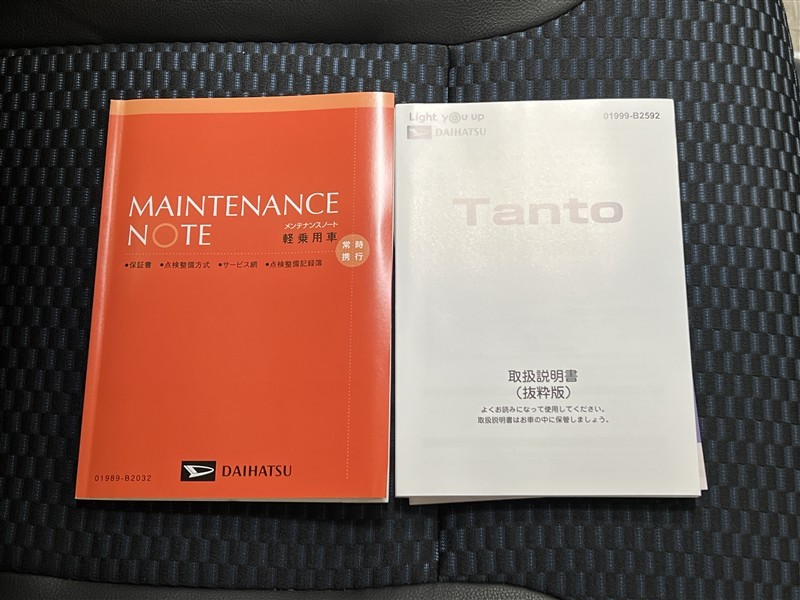 MAINTENANCE
NOTE
メンテナンスノート
軽乗用車
常時
携行
•保証書 •点検整備方式 •サービス網 •点検整備記録簿
01989-B2032
DAIHATSU
Light you up
01999-B2592
DAIHATSU
Tanto
取扱説明書
(抜粋版)
よくお読みになって使用してください。
取扱説明書はお車の中に保管しましょう。